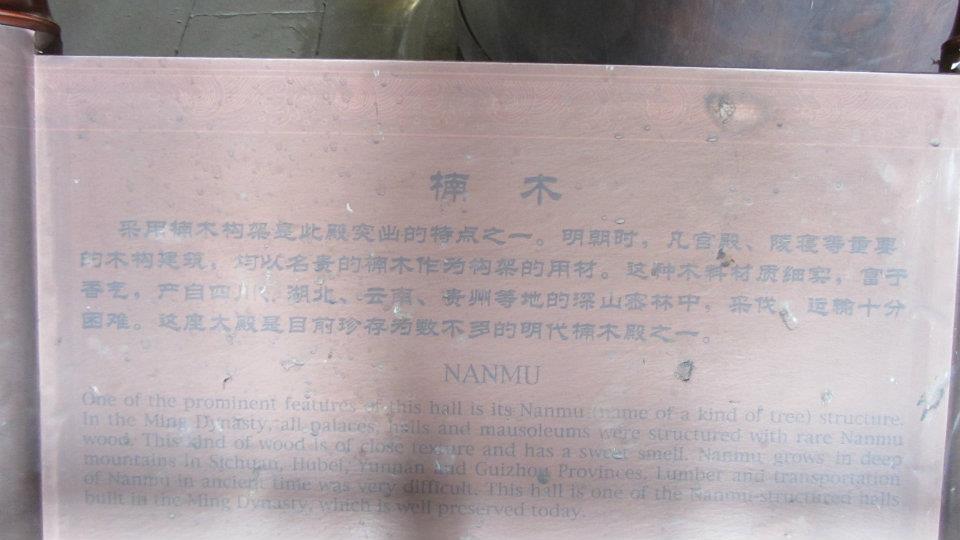 楠 木
采用楠木构架是此殿突出的特点之一。明朝时，凡宫殿、陵寝等重要
的木构建筑，均以名贵的楠木作为构架的用材。这种木料材质细实，富于
香气，产自四川、湖北、云南、贵州等地的深山密林中，采伐、运输十分
困难。这座大殿是目前珍存为数不多的明代楠木殿之一。
NANMU
One of the prominent features of this hall is its Nanmu (name of a kind of tree) structure.
In the Ming Dynasty, all palaces, halls and mausoleums were structured with rare Nanmu
wood. This kind of wood is of close texture and has a sweet smell. Nanmu grows in deep
mountains in Sichuan, Hubei, Yunnan and Guizhou Provinces. Lumber and transportation
of Nanmu in ancient time was very difficult. This hall is one of the Nanmu-structured halls
built in the Ming Dynasty, which is well preserved today.